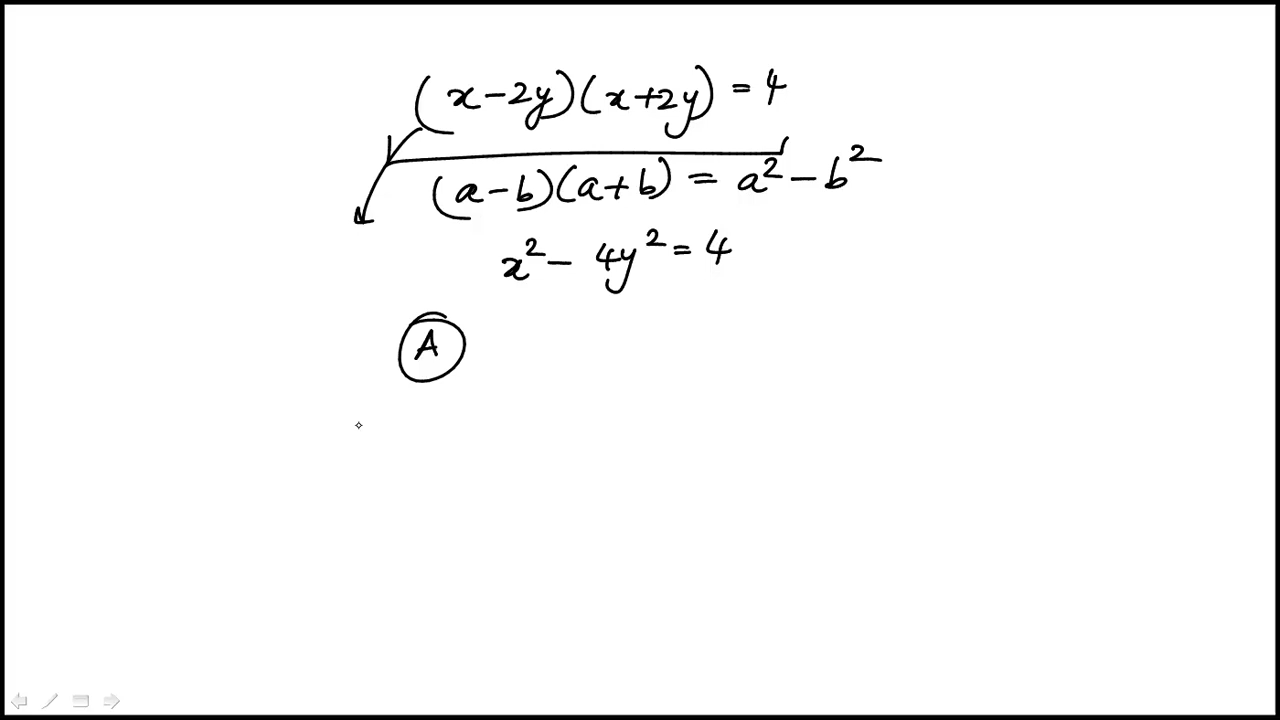 (x-2y)(x+2y) = 4
(a-b)(a+b) = a² - b²
x² - 4y² = 4
A